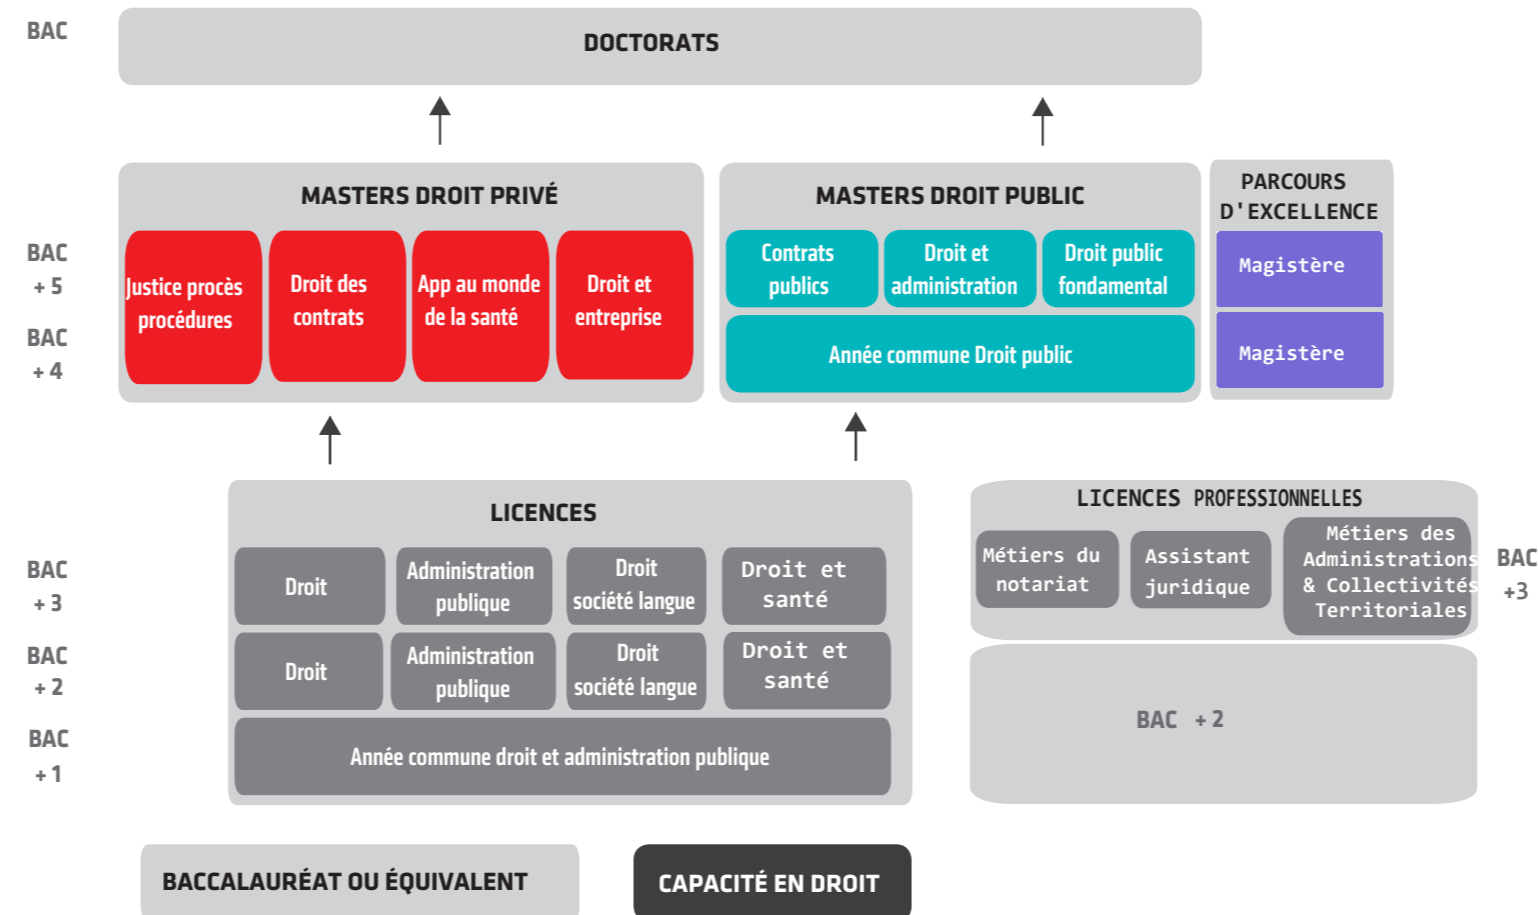 BAC
DOCTORATS
MASTERS DROIT PRIVÉ
MASTERS DROIT PUBLIC
PARCOURS
D'EXCELLENCE
BAC
+ 5
BAC
+ 4
Justice procès
procédures
Droit des
contrats
App au monde
de la santé
Droit et
entreprise
Contrats
publics
Droit et
administration
Droit public
fondamental
Année commune Droit public
Magistère
Magistère
LICENCES
BAC
+ 3
Droit
Administration
publique
Droit
société langue
Droit et
santé
BAC
+ 2
Droit
Administration
publique
Droit
société langue
Droit et
santé
BAC
+ 1
Année commune droit et administration publique
LICENCES PROFESSIONNELLES
Métiers du
notariat
Assistant
juridique
Métiers des
Administrations
& Collectivités
Territoriales
BAC
+3
BAC + 2
BACCALAURÉAT OU ÉQUIVALENT
CAPACITÉ EN DROIT